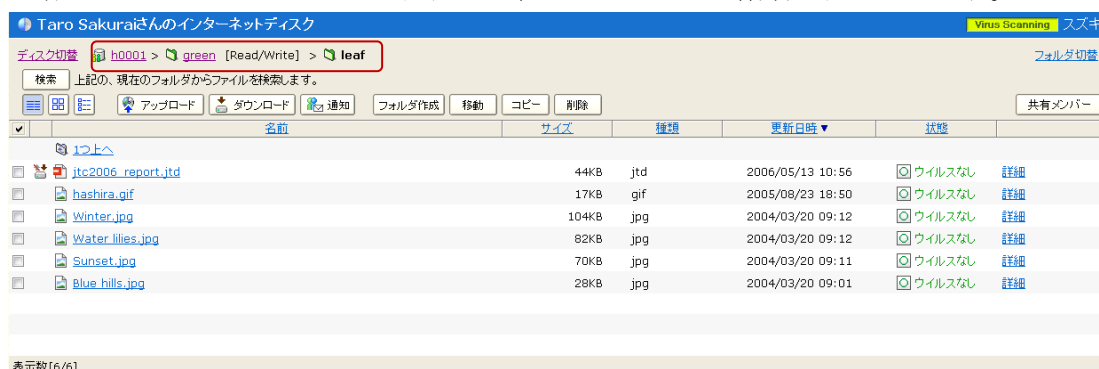 Taro Sakuraiさんのインターネットディスク Virus Scanning スズキ
ディスク切替 h0001 > green [Read/Write] > leaf フォルダ切替
検索 上記の、現在のフォルダからファイルを検索します。
アップロード ダウンロード 通知 フォルダ作成 移動 コピー 削除 共有メンバー
名前 サイズ 種類 更新日時▼ 状態
1つ上へ
jtc2006_report.jtd 44KB jtd 2006/05/13 10:56 ウイルスなし 詳細
hashira.gif 17KB gif 2005/08/23 18:50 ウイルスなし 詳細
Winter.jpg 104KB jpg 2004/03/20 09:12 ウイルスなし 詳細
Water lilies.jpg 82KB jpg 2004/03/20 09:12 ウイルスなし 詳細
Sunset.jpg 70KB jpg 2004/03/20 09:11 ウイルスなし 詳細
Blue hills.jpg 28KB jpg 2004/03/20 09:01 ウイルスなし 詳細
表示数[6/6]